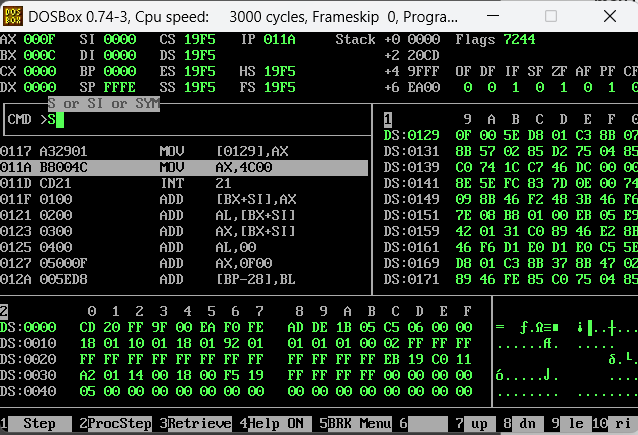 DOSBox 0.74-3, Cpu speed: 3000 cycles, Frameskip 0, Progra...
AX 000F SI 0000 CS 19F5 IP 011A Stack +0 0000 Flags 7244
BX 000C DI 0000 DS 19F5 +2 20CD
CX 0000 BP 0000 ES 19F5 HS 19F5 +4 9FFF OF DF IF SF ZF AF PF CF
DX 0000 SP FFFE SS 19F5 FS 19F5 +6 EA00 0 0 1 0 1 0 1 0
S or SI or SYM
CMD >S
1 9 A B C D E F 0
DS:0129 0F 00 5E D8 01 C3 8B 07
0117 A32901 MOV [0129],AX DS:0131 8B 57 02 85 D2 75 04 85
011A B8004C MOV AX,4C00 DS:0139 C0 74 1C C7 46 DC 00 00
011D CD21 INT 21 DS:0141 8E 5E FC 83 7D 0E 00 74
011F 0100 ADD [BX+SI],AX DS:0149 09 8B 46 F2 48 3B 46 F6
0121 0200 ADD AL,[BX+SI] DS:0151 7E 08 B8 01 00 EB 05 E9
0123 0300 ADD AX,[BX+SI] DS:0159 42 01 31 C0 89 46 E2 8B
0125 0400 ADD AL,00 DS:0161 46 F6 D1 E0 D1 E0 C5 5E
0127 05000F ADD AX,0F00 DS:0169 D8 01 C3 8B 37 8B 47 02
012A 005ED8 ADD [BP-28],BL DS:0171 89 46 FE 85 C0 75 04 85
2 0 1 2 3 4 5 6 7 8 9 A B C D E F
DS:0000 CD 20 FF 9F 00 EA F0 FE AD DE 1B 05 C5 06 00 00
DS:0010 18 01 10 01 18 01 92 01 01 01 01 00 02 FF FF FF
DS:0020 FF FF FF FF FF FF FF FF FF FF FF FF EB 19 C0 11
DS:0030 A2 01 14 00 18 00 F5 19 FF FF FF FF 00 00 00 00
DS:0040 05 00 00 00 00 00 00 00 00 00 00 00 00 00 00 00
1 Step 2ProcStep 3Retrieve 4Help ON 5BRK Menu 6 7 up 8 dn 9 le 10 ri